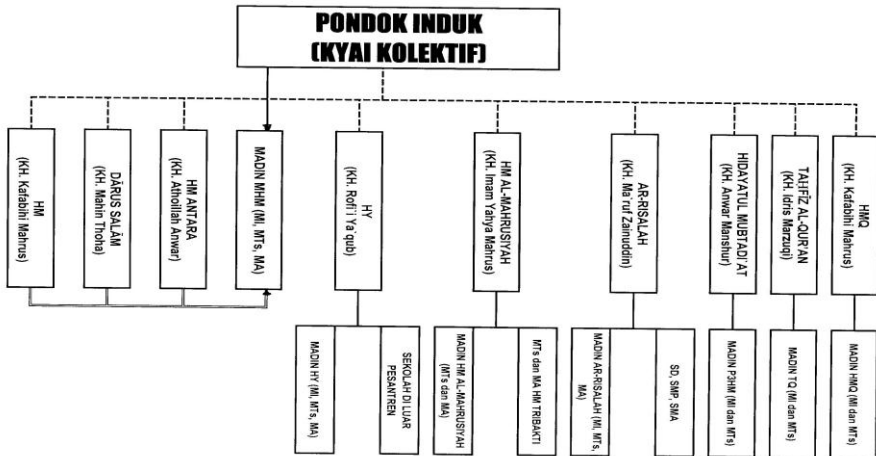 PONDOK INDUK
(KYAI KOLEKTIF)
HM
(KH. Kafabihi Mahrus)
DĀRUS SALĀM
(KH. Mahin Thoha)
HM ANTARA
(KH. Athoillah Anwar)
MADIN MHM (MI, MTs, MA)
HY
(KH. Rofi'i Ya'qub)
HM AL-MAHRUSIYAH
(KH. Imam Yahya Mahrus)
AR-RISALAH
(KH. Ma'ruf Zainuddin)
HIDAYATUL MUBTADI'AT
(KH. Anwar Manshur)
TAḤFĪẒ AL-QUR'AN
(KH. Idris Marzuqi)
HMQ
(KH. Kafabihi Mahrus)
MADIN HY (MI, MTs, MA)
SEKOLAH DI LUAR
PESANTREN
MADIN HM AL-MAHRUSIYAH
(MTs dan MA)
MTs dan MA HM TRIBAKTI
MADIN AR-RISALAH (MI, MTs,
MA)
SD, SMP, SMA
MADIN P3HM (MI dan MTs)
MADIN TQ (MI dan MTs)
MADIN HMQ (MI dan MTs)